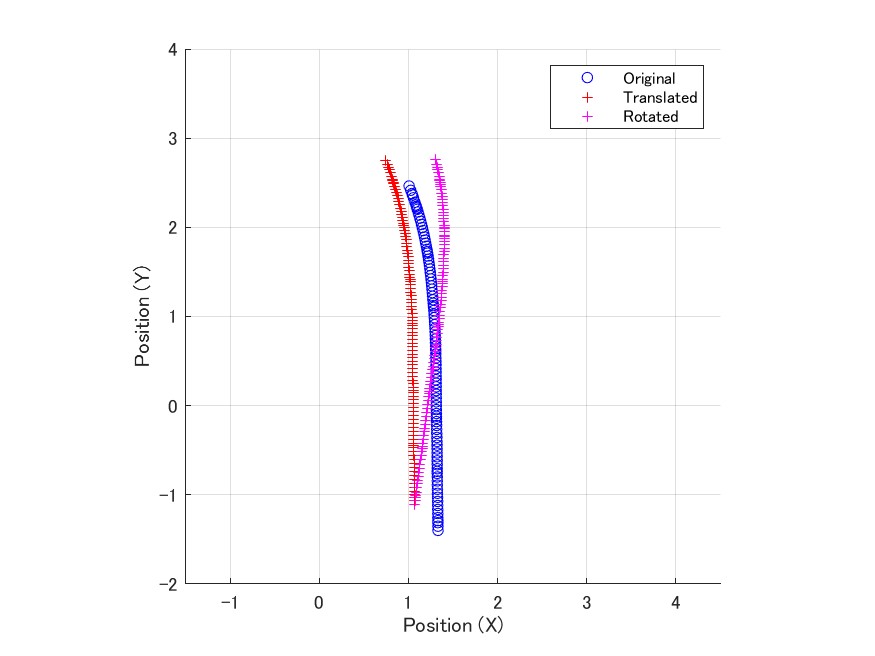 4
3
2
1
0
-1
-2
-1
0
1
2
3
4
Position (X)
Position (Y)
Original
Translated
Rotated